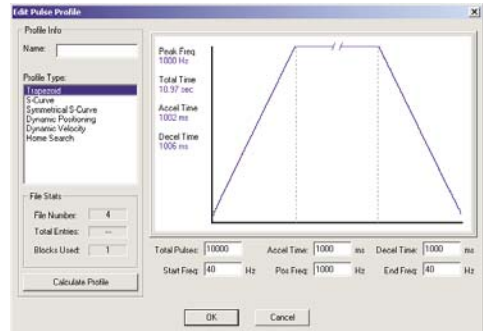 Edit Pulse Profile
Profile Info
Name:
Profile Type:
Trapezoid
S-Curve
Symmetrical S-Curve
Dynamic Positioning
Dynamic Velocity
Home Search
File Stats
File Number: 4
Total Entries: --
Blocks Used: 1
Calculate Profile
Peak Freq
1000 Hz
Total Time
10.97 sec
Accel Time
1002 ms
Decel Time
1006 ms
Total Pulses: 10000 Accel Time: 1000 ms Decel Time: 1000 ms
Start Freq: 40 Hz Pos Freq: 1000 Hz End Freq: 40 Hz
OK Cancel